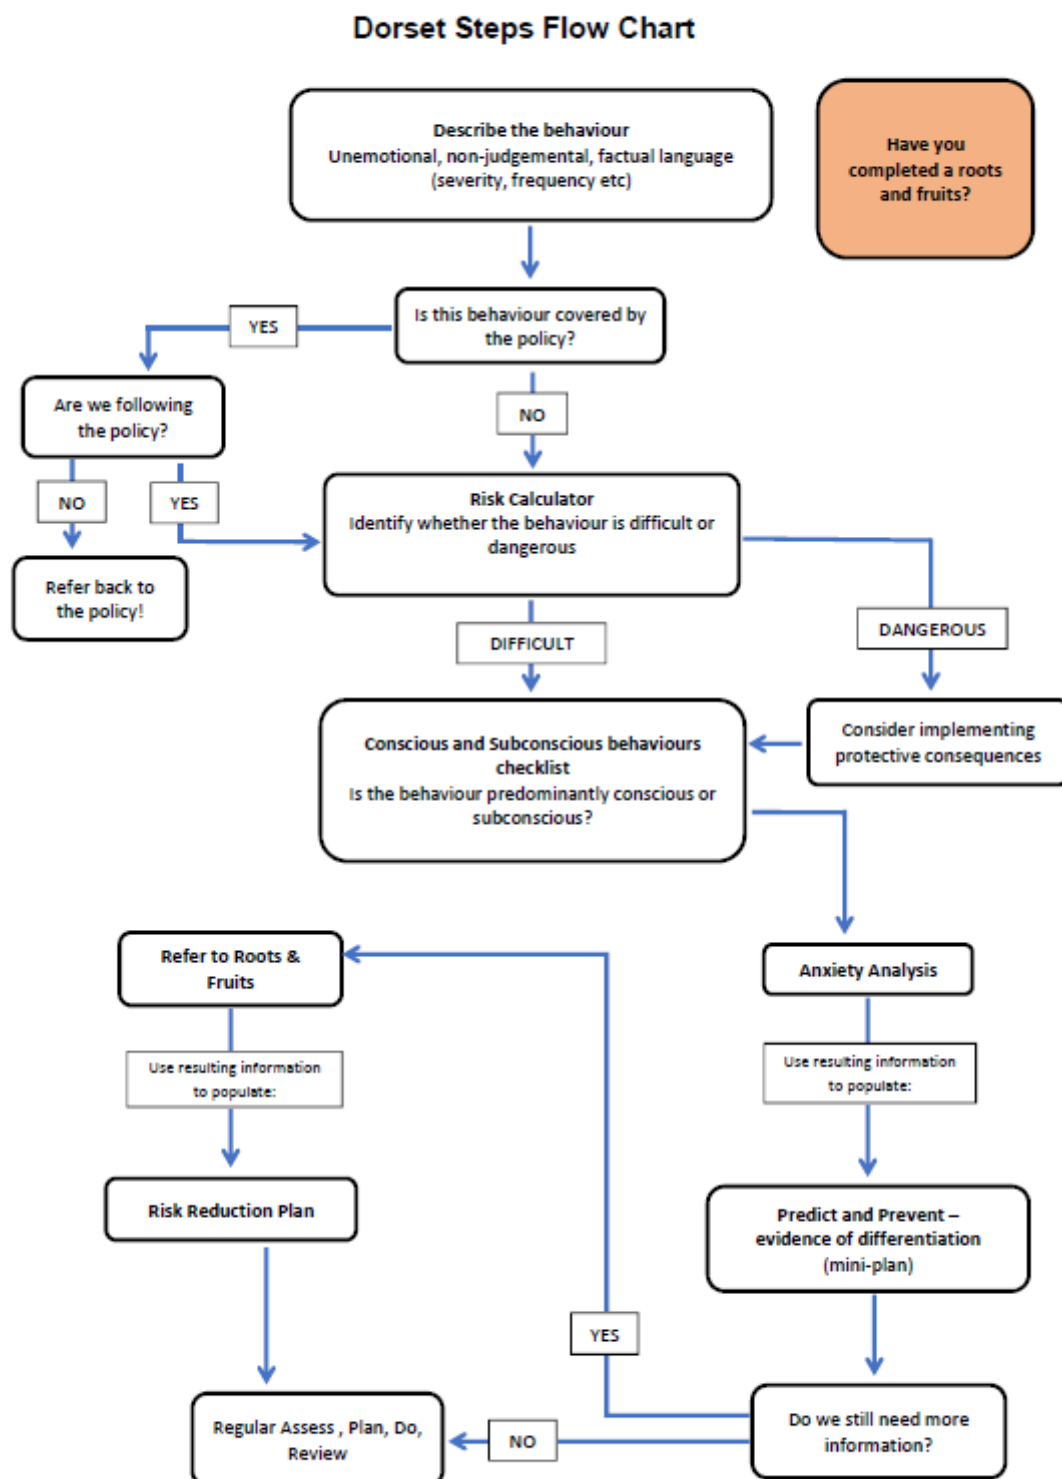 Dorset Steps Flow Chart
Describe the behaviour
Unemotional, non-judgemental, factual language
(severity, frequency etc)
Have you
completed a roots
and fruits?
Is this behaviour covered by
the policy?
YES
Are we following
the policy?
NO
NO
YES
Risk Calculator
Identify whether the behaviour is difficult or
dangerous
Refer back to
the policy!
DIFFICULT
DANGEROUS
Conscious and Subconscious behaviours
checklist
Is the behaviour predominantly conscious or
subconscious?
Consider implementing
protective consequences
Refer to Roots &
Fruits
Anxiety Analysis
Use resulting information
to populate:
Use resulting information
to populate:
Risk Reduction Plan
Predict and Prevent –
evidence of differentiation
(mini-plan)
YES
Regular Assess , Plan, Do,
Review
NO
Do we still need more
information?